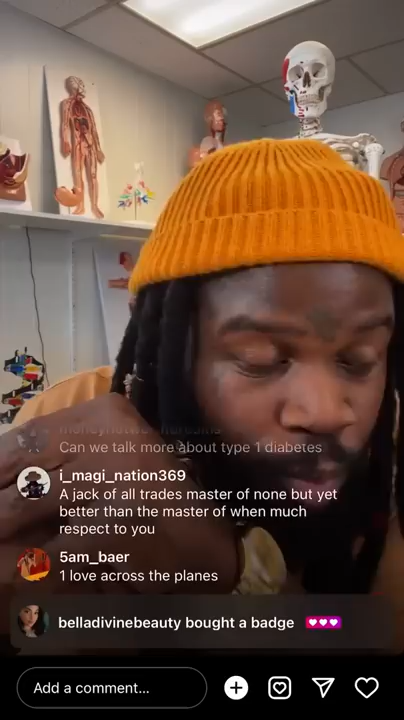 Can we talk more about type 1 diabetes
i_magi_nation369
A jack of all trades master of none but yet
better than the master of when much
respect to you
5am_baer
1 love across the planes
belladivinebeauty bought a badge
Add a comment...